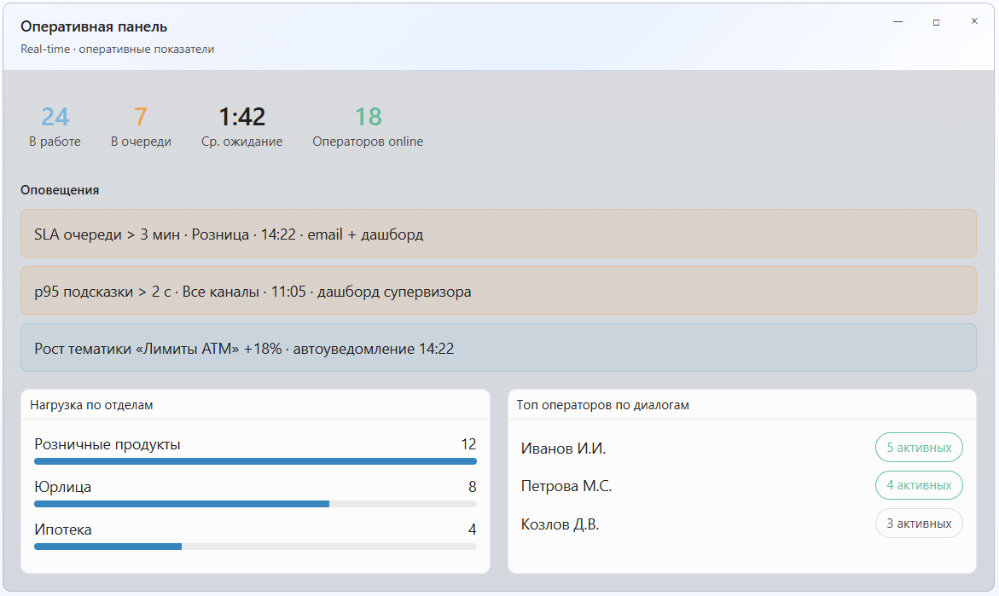 Оперативная панель
Real-time · оперативные показатели
24
В работе
7
В очереди
1:42
Ср. ожидание
18
Операторов online
Оповещения
SLA очереди > 3 мин · Розница · 14:22 · email + дашборд
p95 подсказки > 2 с · Все каналы · 11:05 · дашборд супервизора
Рост тематики «Лимиты АТМ» +18% · автоуведомление 14:22
Нагрузка по отделам
Розничные продукты 12
Юрлица 8
Ипотека 4
Топ операторов по диалогам
Иванов И.И. 5 активных
Петрова М.С. 4 активных
Козлов Д.В. 3 активных